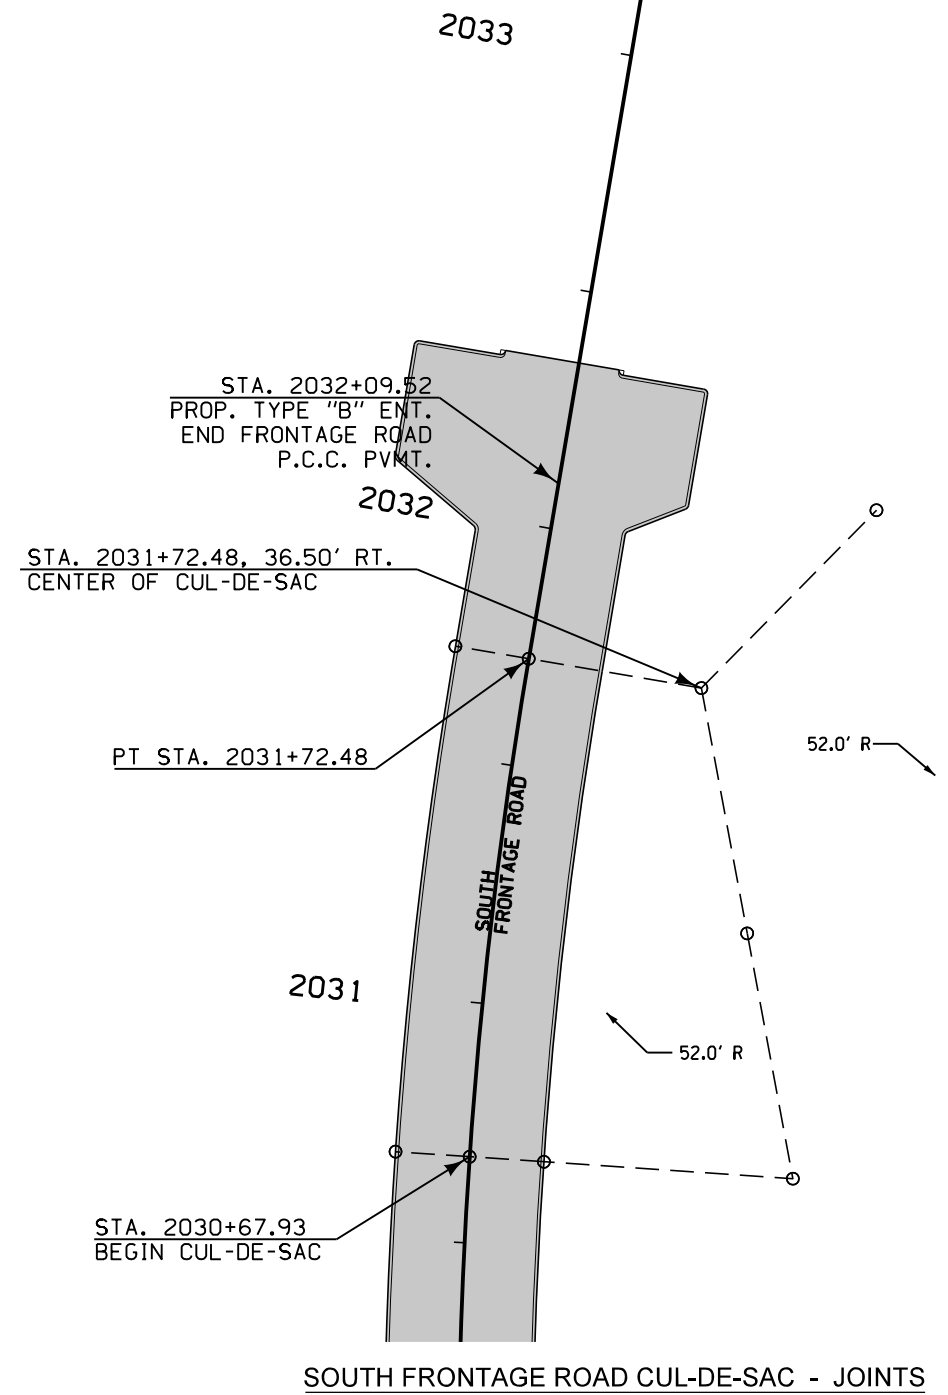 2033
STA. 2032+09.52
PROP. TYPE "B" ENT.
END FRONTAGE ROAD
P.C.C. PVMT.
2032
STA. 2031+72.48, 36.50' RT.
CENTER OF CUL-DE-SAC
52.0' R
PT STA. 2031+72.48
SOUTH
FRONTAGE ROAD
2031
52.0' R
STA. 2030+67.93
BEGIN CUL-DE-SAC
SOUTH FRONTAGE ROAD CUL-DE-SAC - JOINTS